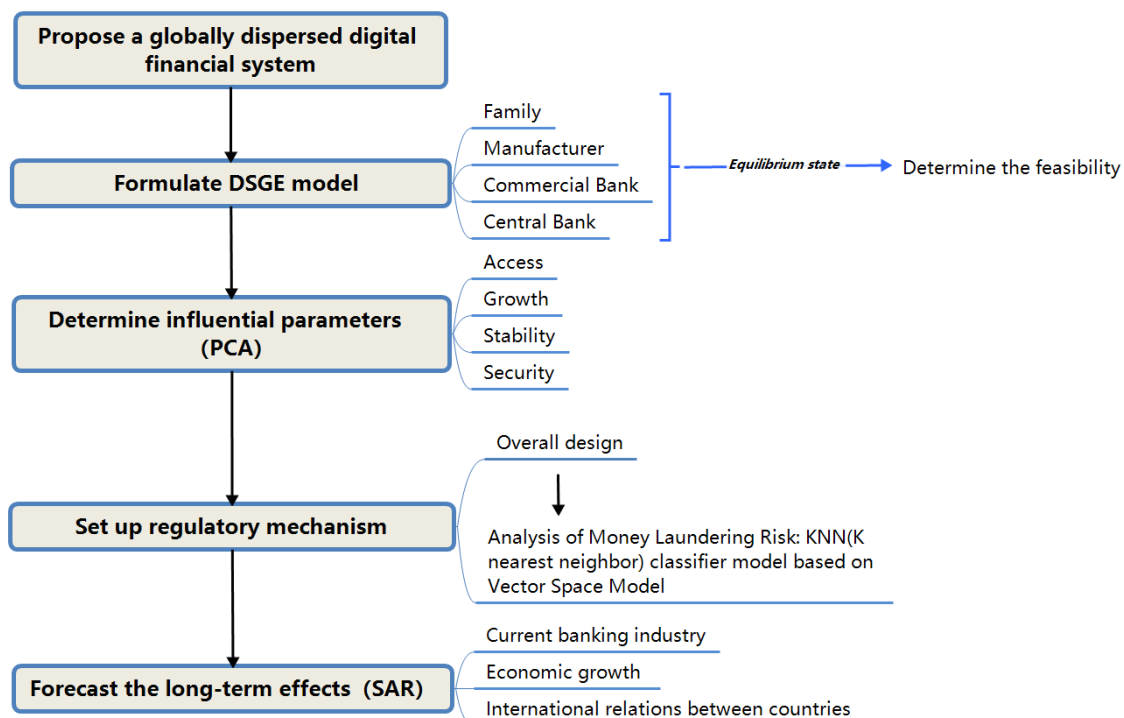 Propose a globally dispersed digital
financial system
Family
Manufacturer
Formulate DSGE model
Commercial Bank
Central Bank
Equilibrium state
Determine the feasibility
Access
Growth
Determine influential parameters
(PCA)
Stability
Security
Overall design
Set up regulatory mechanism
Analysis of Money Laundering Risk: KNN(K
nearest neighbor) classifier model based on
Vector Space Model
Current banking industry
Forecast the long-term effects (SAR)
Economic growth
International relations between countries